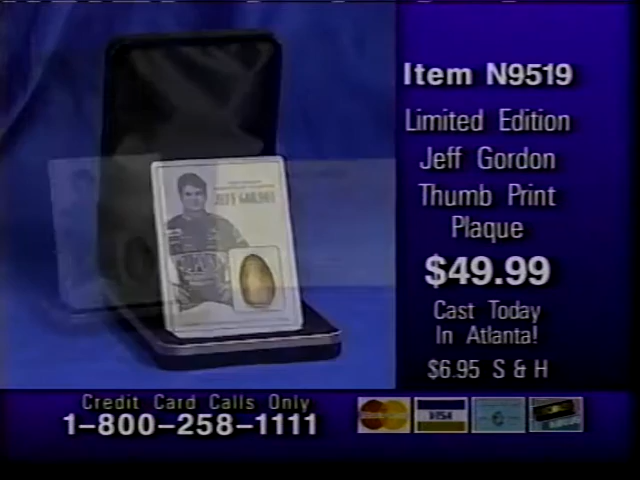 Item N9519
Limited Edition
Jeff Gordon
Thumb Print
Plaque
$49.99
Cast Today
In Atlanta!
$6.95 S & H
JEFF GORDON
Credit Card Calls Only
1-800-258-1111
VISA